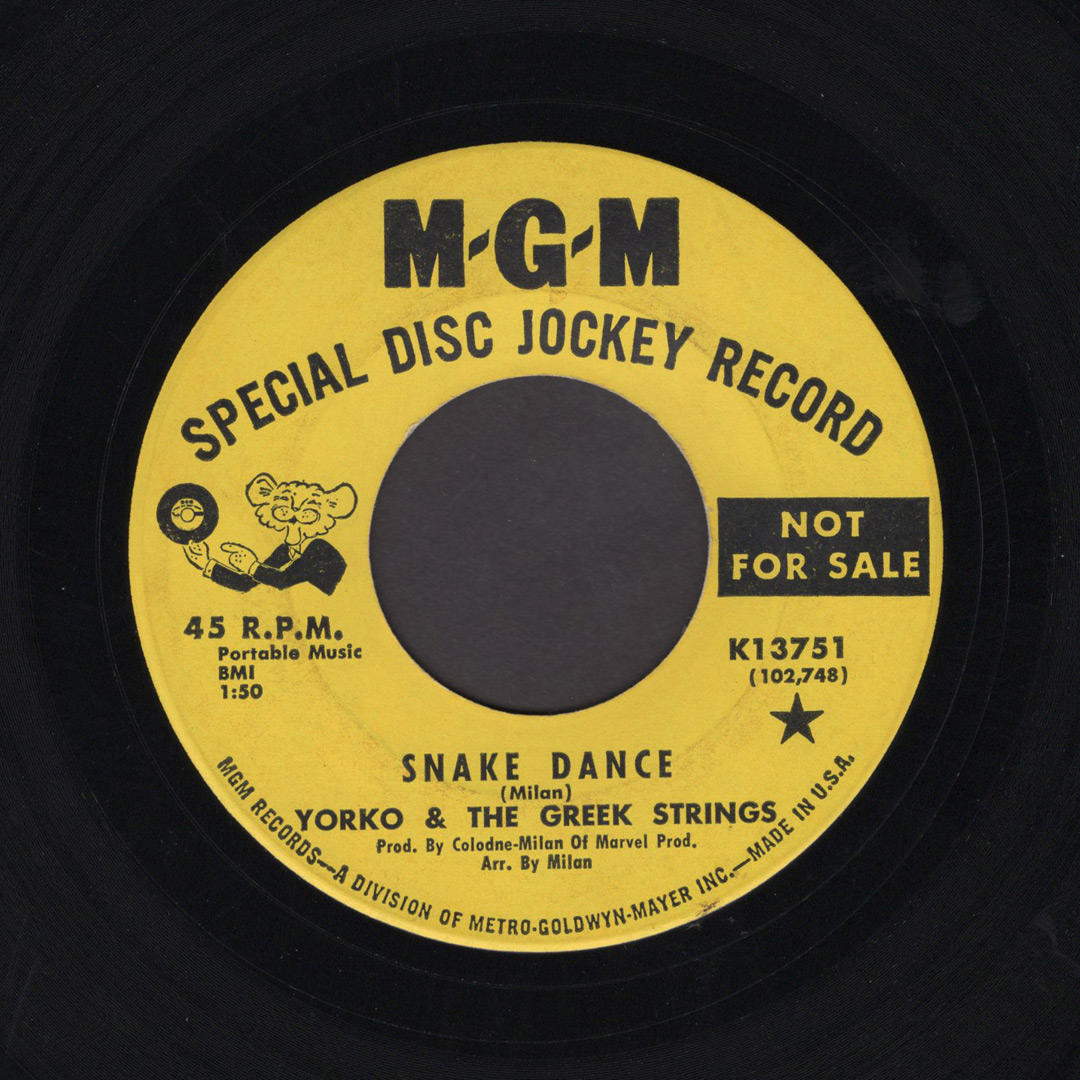 M-G-M
SPECIAL DISC JOCKEY RECORD
NOT
FOR SALE
45 R.P.M.
Portable Music
BMI
1:50
K13751
(102,748)
SNAKE DANCE
(Milan)
YORKO & THE GREEK STRINGS
Prod. By Colodne-Milan Of Marvel Prod.
Arr. By Milan
MGM RECORDS—A DIVISION OF METRO-GOLDWYN-MAYER INC.—MADE IN U.S.A.